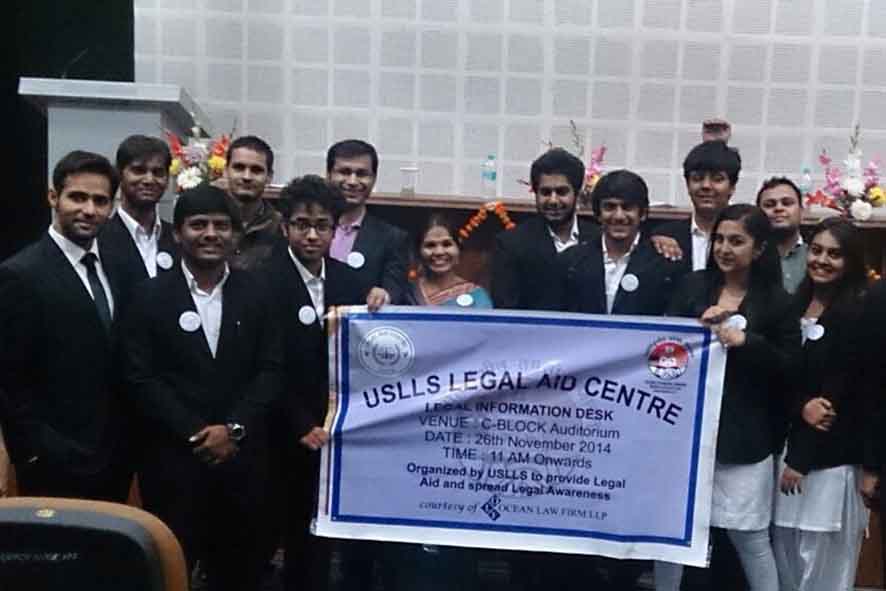 USLLS LEGAL AID CENTRE
LEGAL INFORMATION DESK
VENUE : C-BLOCK Auditorium
DATE : 26th November 2014
TIME : 11 AM Onwards
Organized by USLLS to provide Legal
Aid and spread Legal Awareness
courtesy of OCEAN LAW FIRM LLP